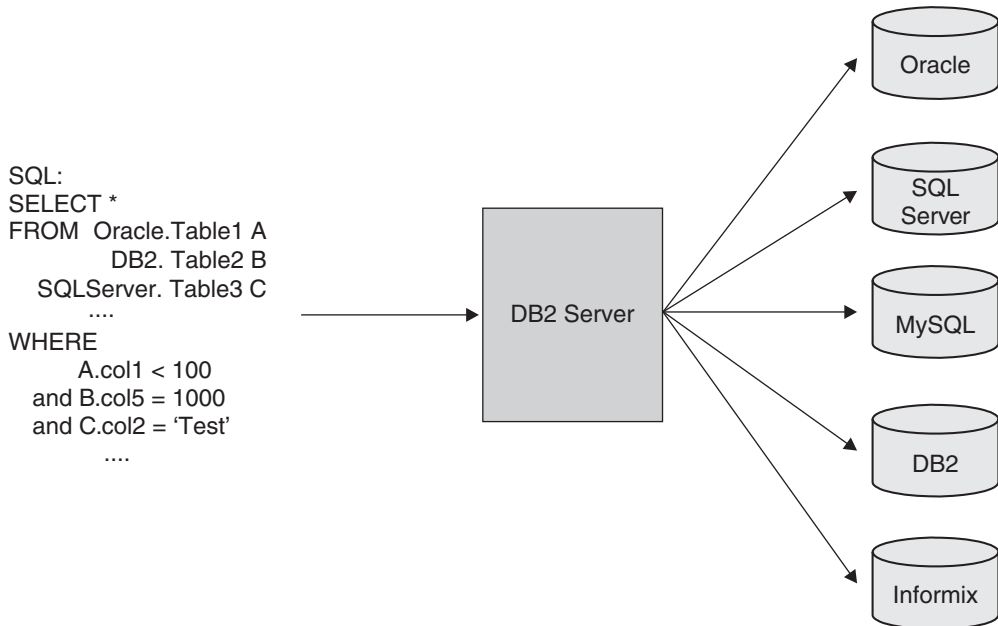 SQL:
SELECT *
FROM Oracle.Table1 A
DB2. Table2 B
SQLServer. Table3 C
....
WHERE
A.col1 < 100
and B.col5 = 1000
and C.col2 = ‘Test’
....
DB2 Server
Oracle
SQL
Server
MySQL
DB2
Informix